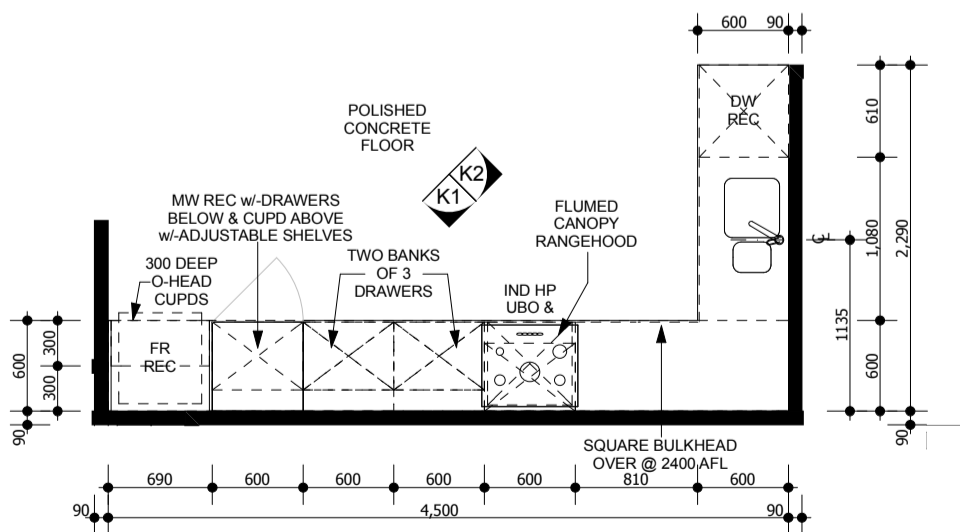 600
90
DW
REC
POLISHED
CONCRETE
FLOOR
K2
K1
MW REC w/-DRAWERS
BELOW & CUPD ABOVE
w/-ADJUSTABLE SHELVES
FLUMED
CANOPY
RANGEHOOD
TWO BANKS
OF 3
DRAWERS
300 DEEP
O-HEAD
CUPDS
IND HP
UBO &
FR
REC
SQUARE BULKHEAD
OVER @ 2400 AFL
CL
610
1,080
600
2,290
90
1135
600
300
300
90
690
600
600
600
600
810
600
90
4,500
90